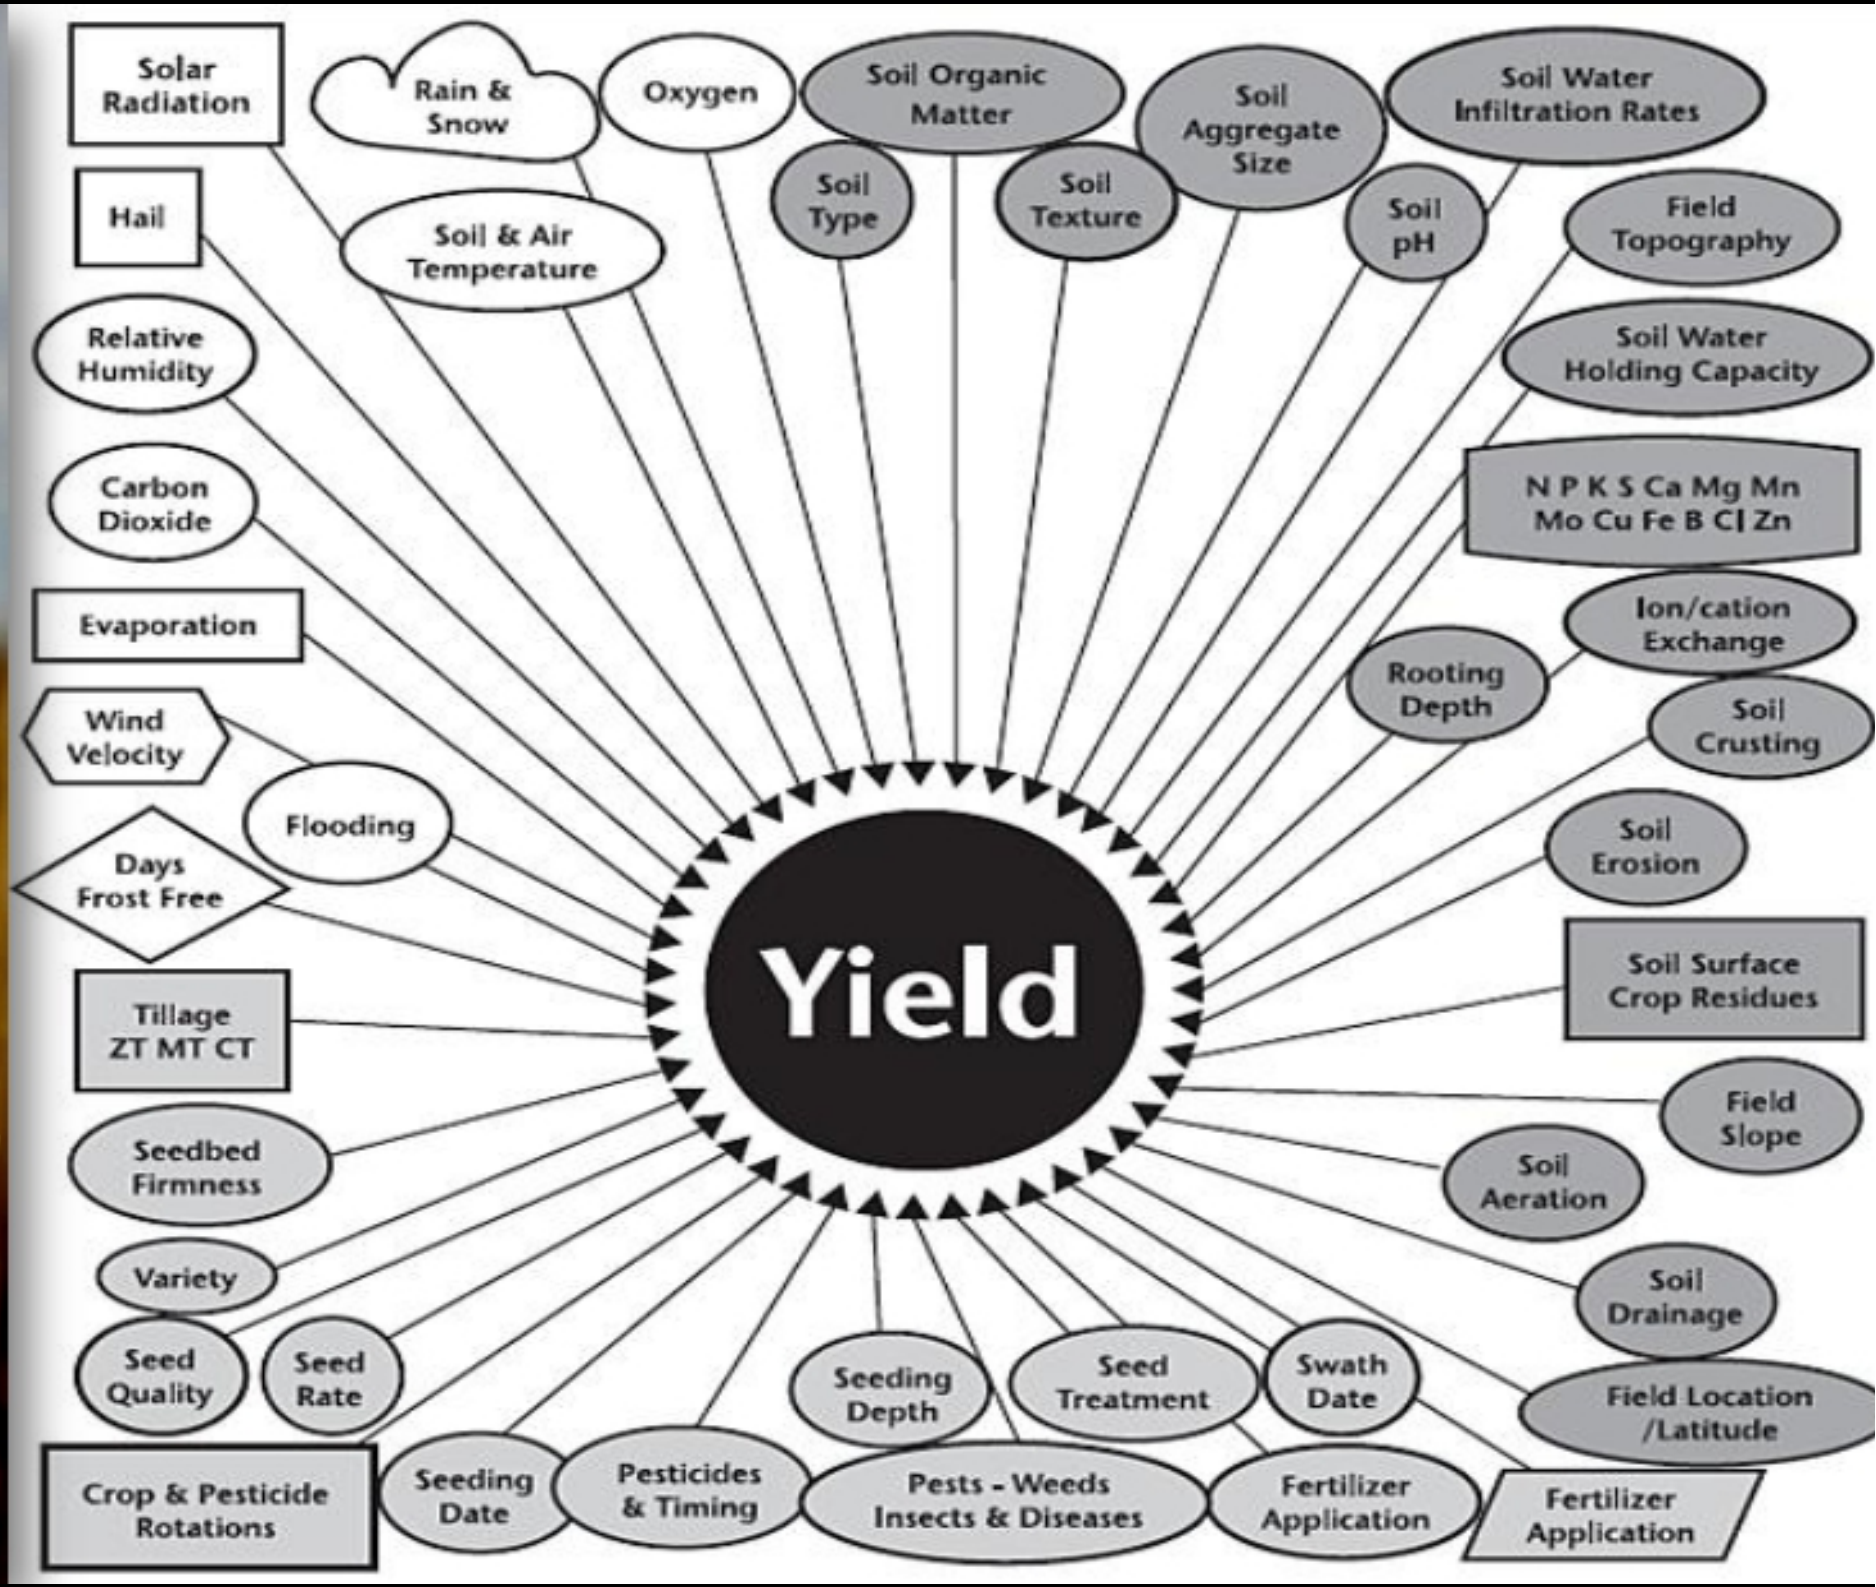 Solar
Radiation
Rain &
Snow
Oxygen
Soil Organic
Matter
Soil
Aggregate
Size
Soil Water
Infiltration Rates
Hail
Soil & Air
Temperature
Soil
Type
Soil
Texture
Soil
pH
Field
Topography
Relative
Humidity
Soil Water
Holding Capacity
Carbon
Dioxide
N P K S Ca Mg Mn
Mo Cu Fe B Cl Zn
Evaporation
Ion/cation
Exchange
Rooting
Depth
Wind
Velocity
Soil
Crusting
Flooding
Soil
Erosion
Days
Frost Free
Yield
Soil Surface
Crop Residues
Tillage
ZT MT CT
Field
Slope
Seedbed
Firmness
Soil
Aeration
Variety
Soil
Drainage
Seed
Quality
Seed
Rate
Seeding
Depth
Seed
Treatment
Swath
Date
Field Location
/Latitude
Crop & Pesticide
Rotations
Seeding
Date
Pesticides
& Timing
Pests - Weeds
Insects & Diseases
Fertilizer
Application
Fertilizer
Application